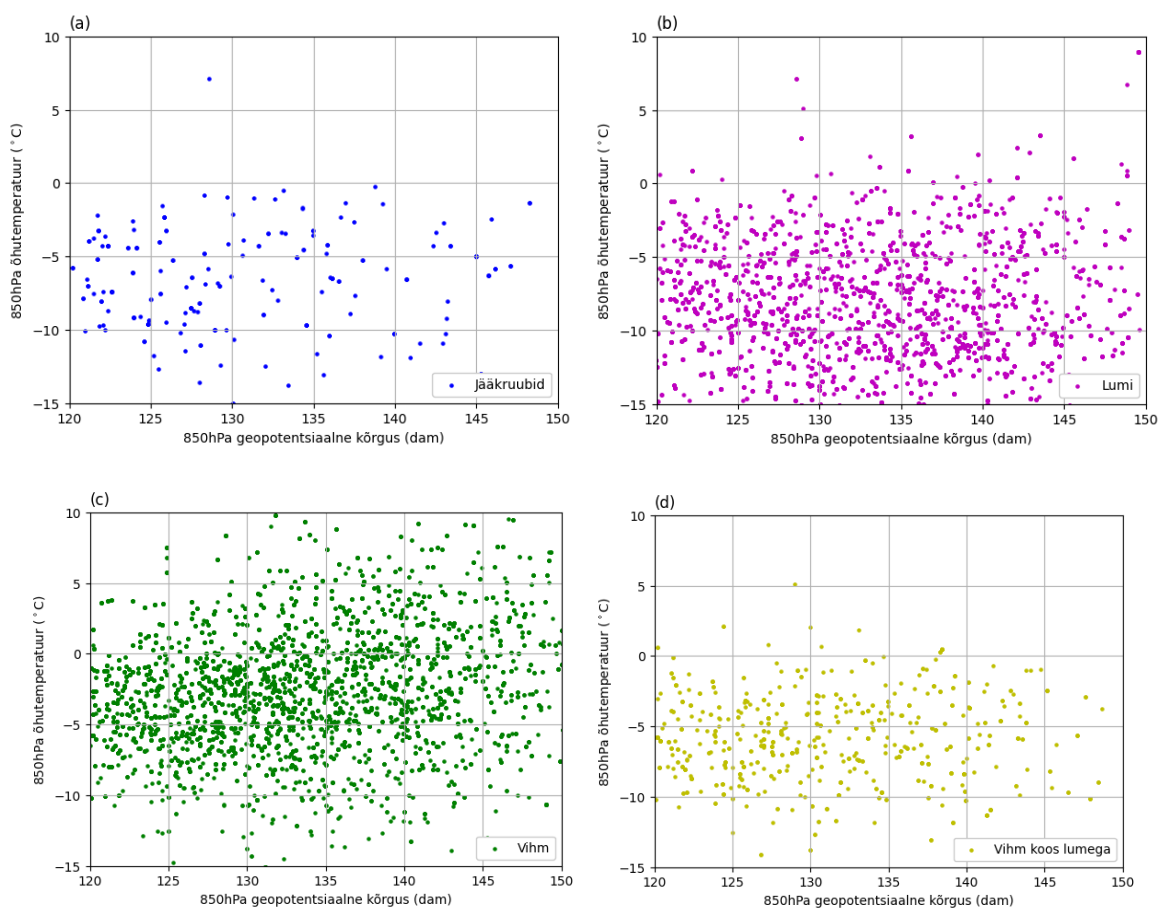 (a)
10
5
0
−5
−10
−15
850hPa õhutemperatuur (°C)
Jääkruubid
120 125 130 135 140 145 150
850hPa geopotentsiaalne kõrgus (dam)
(b)
10
5
0
−5
−10
−15
850hPa õhutemperatuur (°C)
Lumi
120 125 130 135 140 145 150
850hPa geopotentsiaalne kõrgus (dam)
(c)
10
5
0
−5
−10
−15
850hPa õhutemperatuur (°C)
Vihm
120 125 130 135 140 145 150
850hPa geopotentsiaalne kõrgus (dam)
(d)
10
5
0
−5
−10
−15
850hPa õhutemperatuur (°C)
Vihm koos lumega
120 125 130 135 140 145 150
850hPa geopotentsiaalne kõrgus (dam)